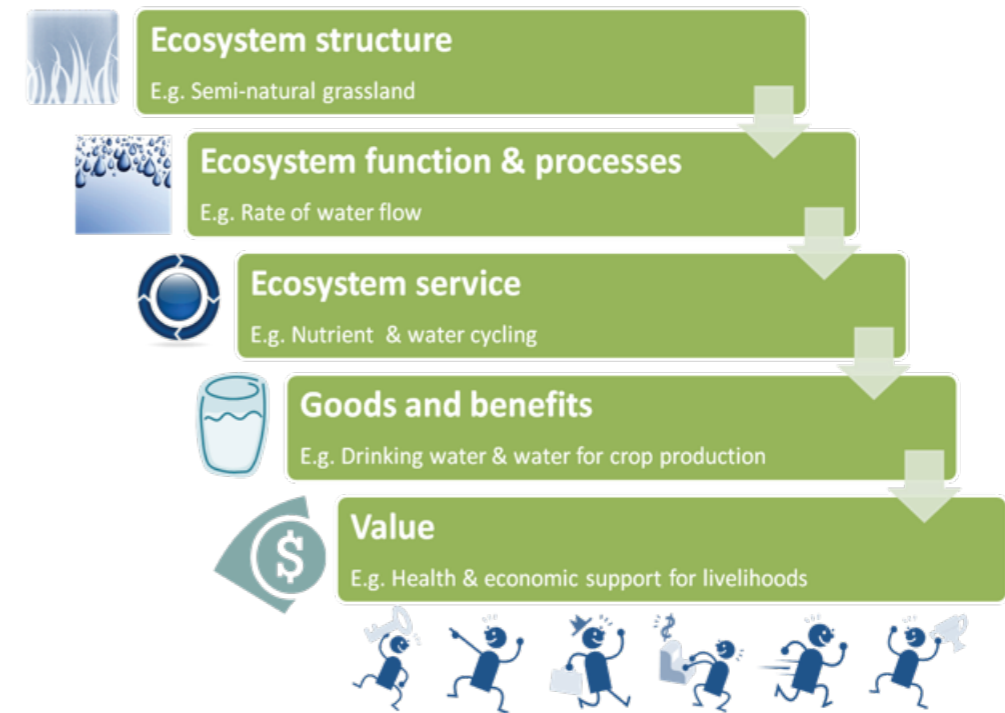 Ecosystem structure
E.g. Semi-natural grassland
Ecosystem function & processes
E.g. Rate of water flow
Ecosystem service
E.g. Nutrient & water cycling
Goods and benefits
E.g. Drinking water & water for crop production
$
Value
E.g. Health & economic support for livelihoods
$